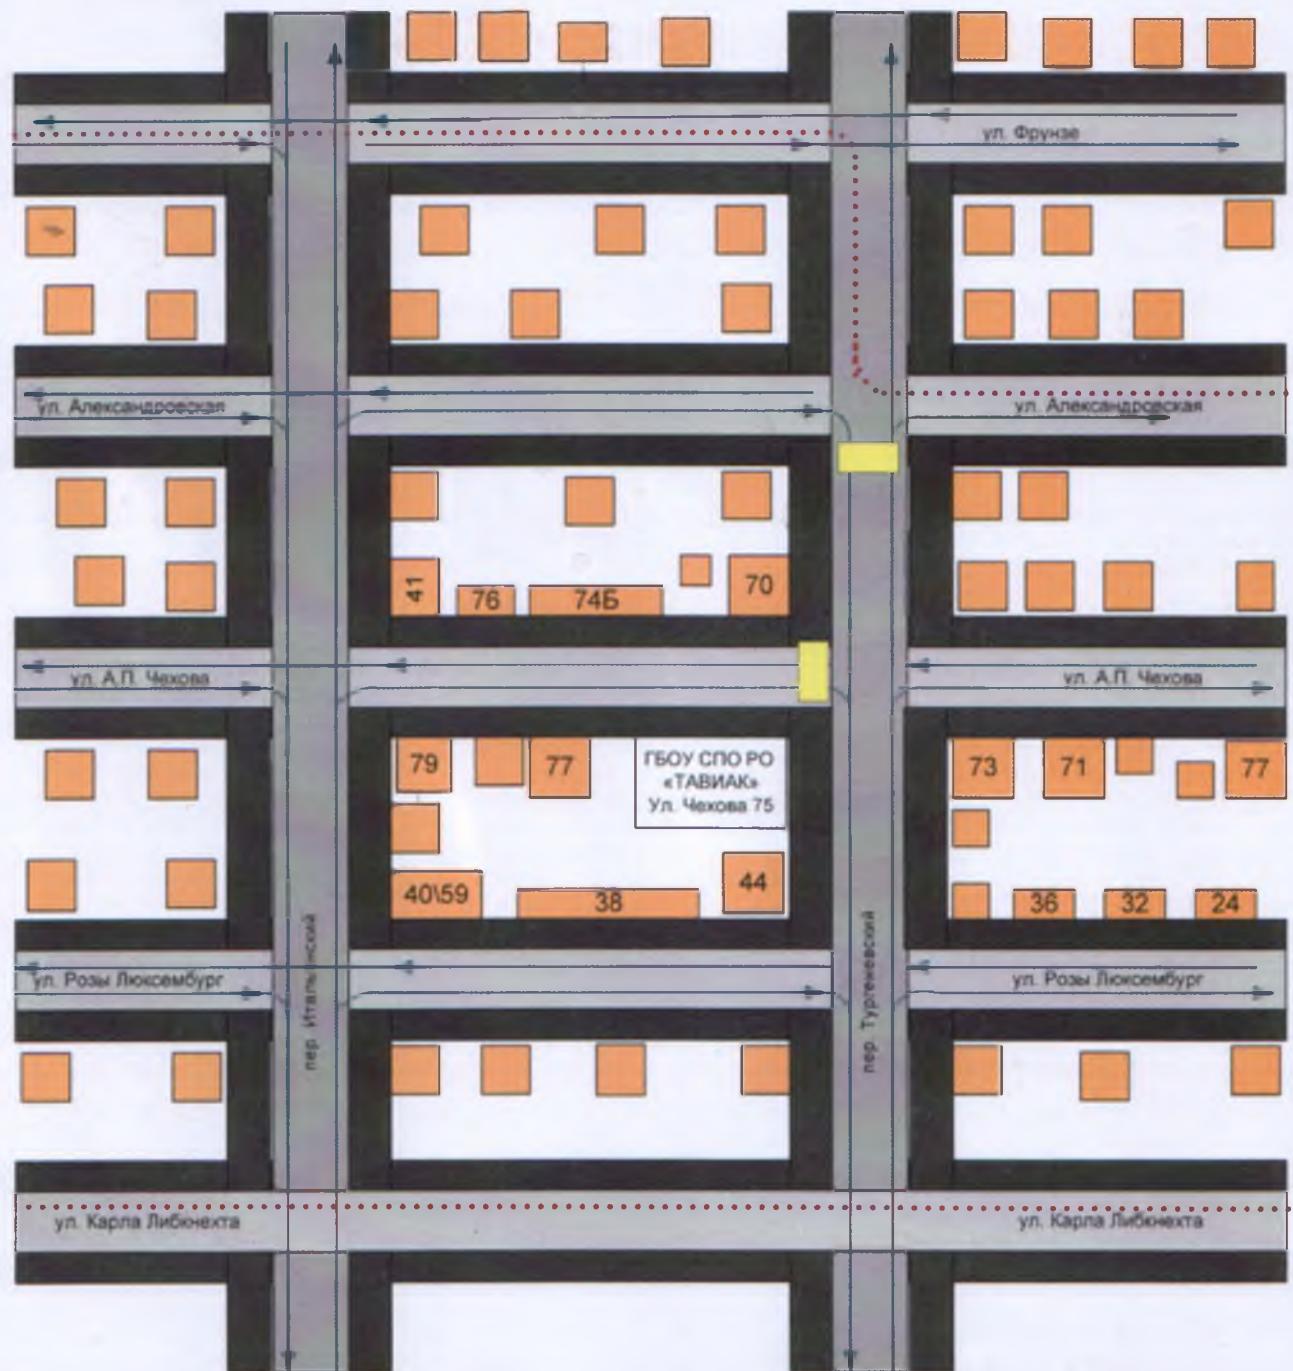 ул. Фрунзе
ул. Александровская
ул. Александровская
41
76
74Б
70
ул. А.П. Чехова
ул. А.П. Чехова
79
77
ГБОУ СПО РО
«ТАВИАК»
Ул. Чехова 75
73
71
77
40\59
38
44
36
32
24
пер. Итальянский
пер. Тургеневский
ул. Розы Люксембург
ул. Розы Люксембург
ул. Карла Либкнехта
ул. Карла Либкнехта